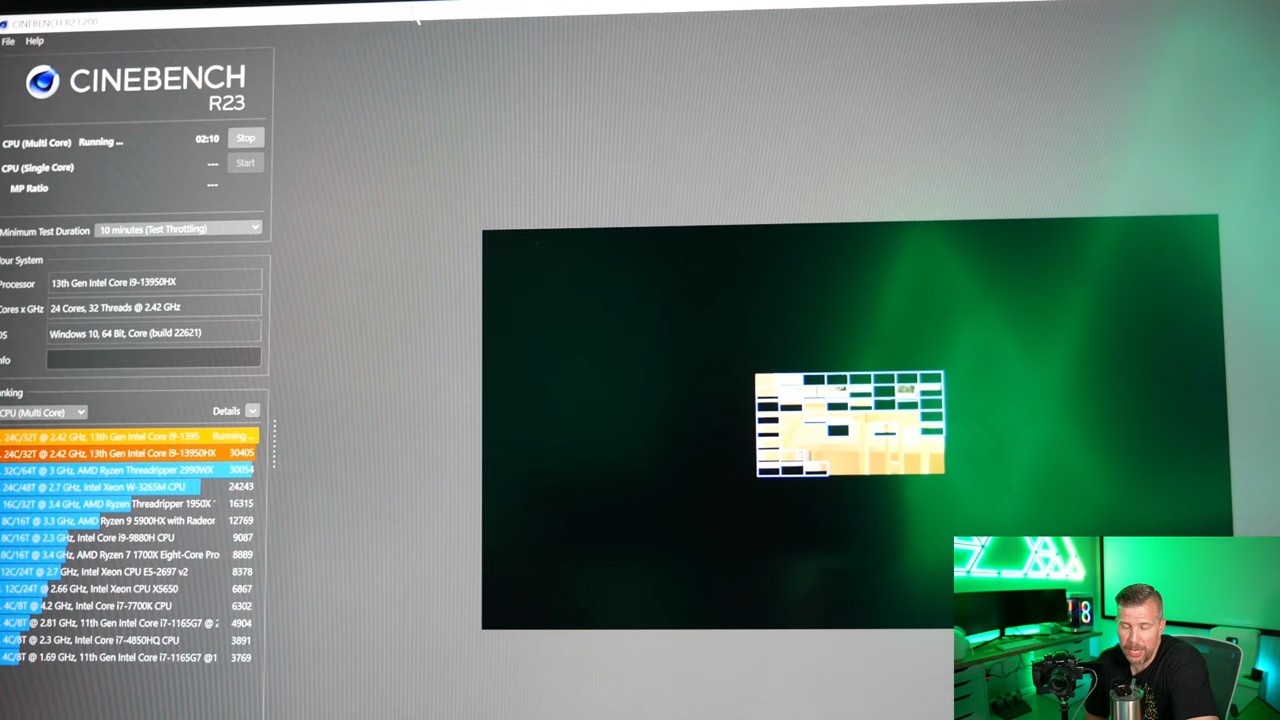 CINEBENCH R23.200
File Help
CINEBENCH
R23
CPU (Multi Core) Running ... 02:10 Stop
CPU (Single Core) --- Start
MP Ratio ---
Minimum Test Duration 10 minutes (Test Throttling)
our System
Processor 13th Gen Intel Core i9-13950HX
Cores x GHz 24 Cores, 32 Threads @ 2.42 GHz
OS Windows 10, 64 Bit, Core (build 22621)
nfo
anking
CPU (Multi Core) Details
. 24C/32T @ 2.42 GHz, 13th Gen Intel Core i9-1395 Running ...
. 24C/32T @ 2.42 GHz, 13th Gen Intel Core i9-13950HX 30405
32C/64T @ 3 GHz, AMD Ryzen Threadripper 2990WX 30054
24C/48T @ 2.7 GHz, Intel Xeon W-3265M CPU 24243
16C/32T @ 3.4 GHz, AMD Ryzen Threadripper 1950X 16315
8C/16T @ 3.3 GHz, AMD Ryzen 9 5900HX with Radeor 12769
8C/16T @ 2.3 GHz, Intel Core i9-9880H CPU 9087
8C/16T @ 3.4 GHz, AMD Ryzen 7 1700X Eight-Core Pro 8889
12C/24T @ 2.7 GHz, Intel Xeon CPU E5-2697 v2 8378
12C/24T @ 2.66 GHz, Intel Xeon CPU X5650 6867
4C/8T @ 4.2 GHz, Intel Core i7-7700K CPU 6302
4C/8T @ 2.81 GHz, 11th Gen Intel Core i7-1165G7 @ 2 4904
4C/8T @ 2.3 GHz, Intel Core i7-4850HQ CPU 3891
4C/8T @ 1.69 GHz, 11th Gen Intel Core i7-1165G7 @1 3769
8